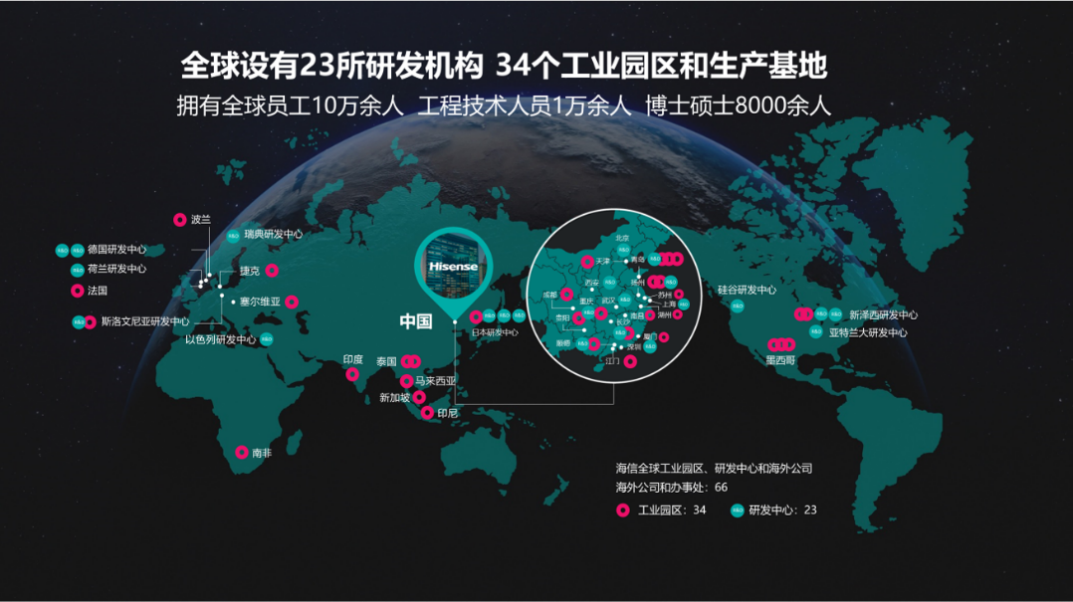 全球设有23所研发机构 34个工业园区和生产基地
拥有全球员工10万余人 工程技术人员1万余人 博士硕士8000余人
波兰
瑞典研发中心
德国研发中心
荷兰研发中心
捷克
法国
塞尔维亚
斯洛文尼亚研发中心
以色列研发中心
Hisense
中国
日本研发中心
印度
泰国
马来西亚
新加坡
印尼
南非
北京
天津
青岛
西安
扬州
成都
重庆
武汉
苏州
上海
贵阳
南昌
湖州
长沙
顺德
厦门
深圳
江门
硅谷研发中心
新泽西研发中心
亚特兰大研发中心
墨西哥
海信全球工业园区、研发中心和海外公司
海外公司和办事处：66
工业园区：34
R&D
研发中心：23